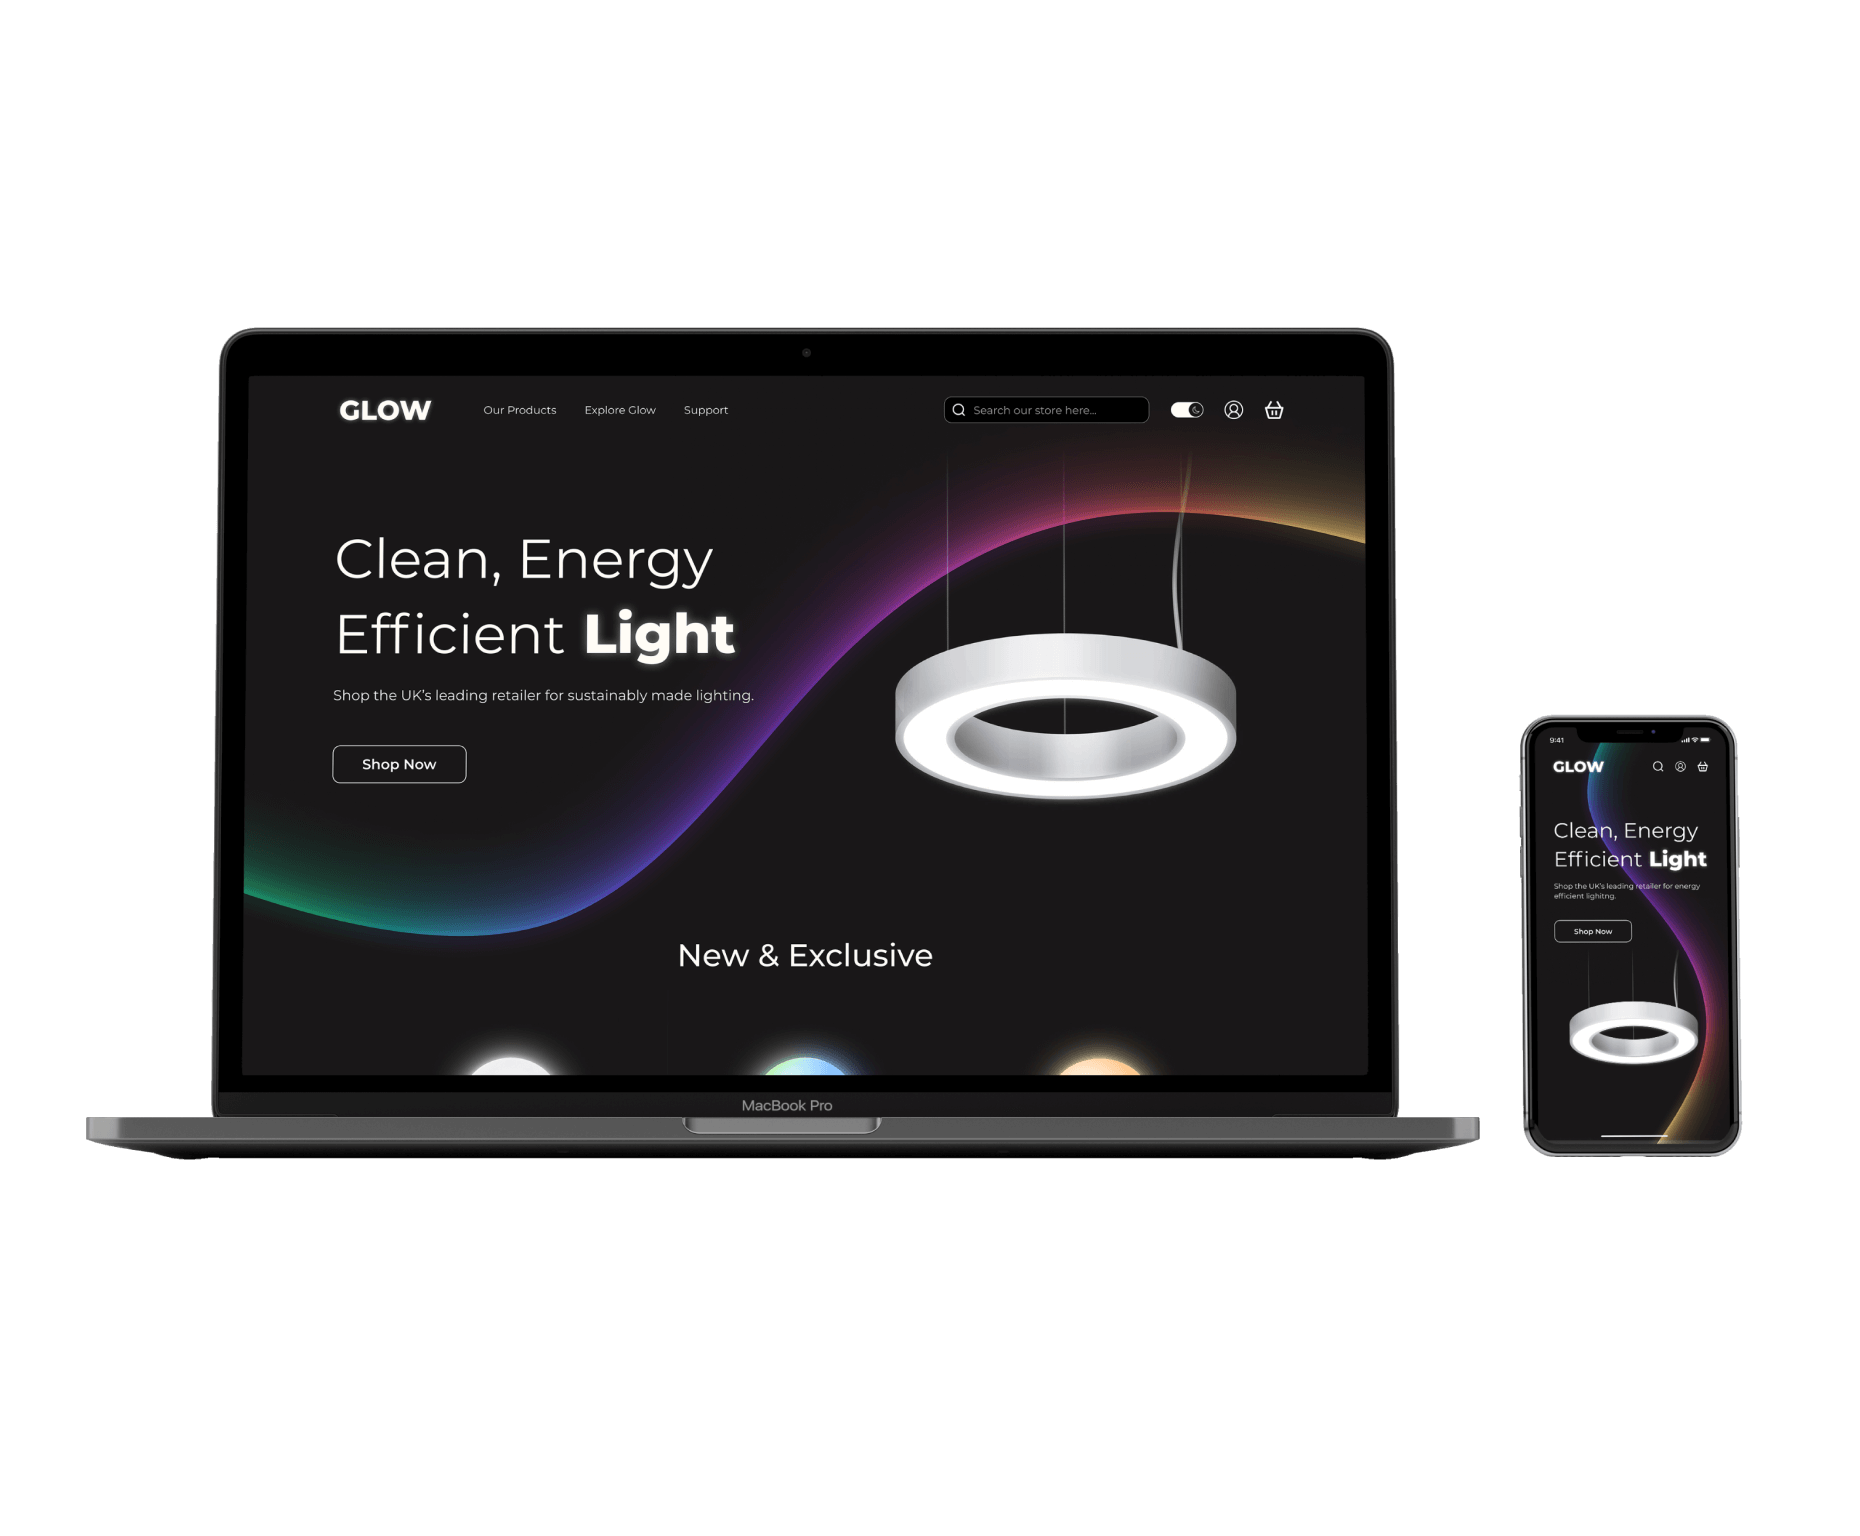 GLOW
Our Products
Explore Glow
Support
Search our store here...
Clean, Energy
Efficient Light
Shop the UK's leading retailer for sustainably made lighting.
Shop Now
New & Exclusive
MacBook Pro
9:41
GLOW
Clean, Energy
Efficient Light
Shop the UK's leading retailer for energy
efficient lighitng.
Shop Now